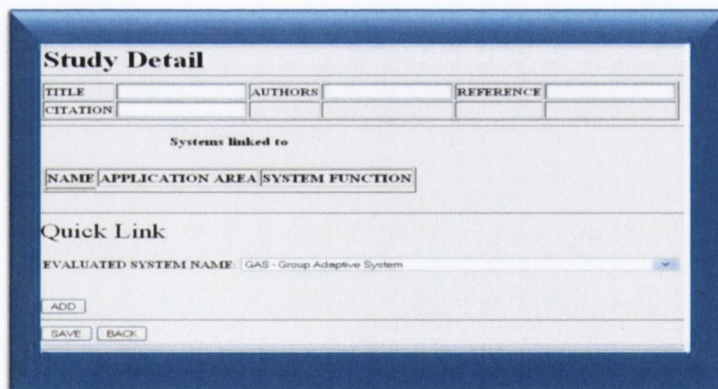 Study Detail
TITLE AUTHORS REFERENCE
CITATION
Systems linked to
NAME APPLICATION AREA SYSTEM FUNCTION
Quick Link
EVALUATED SYSTEM NAME: GAS - Group Adaptive System
ADD
SAVE BACK